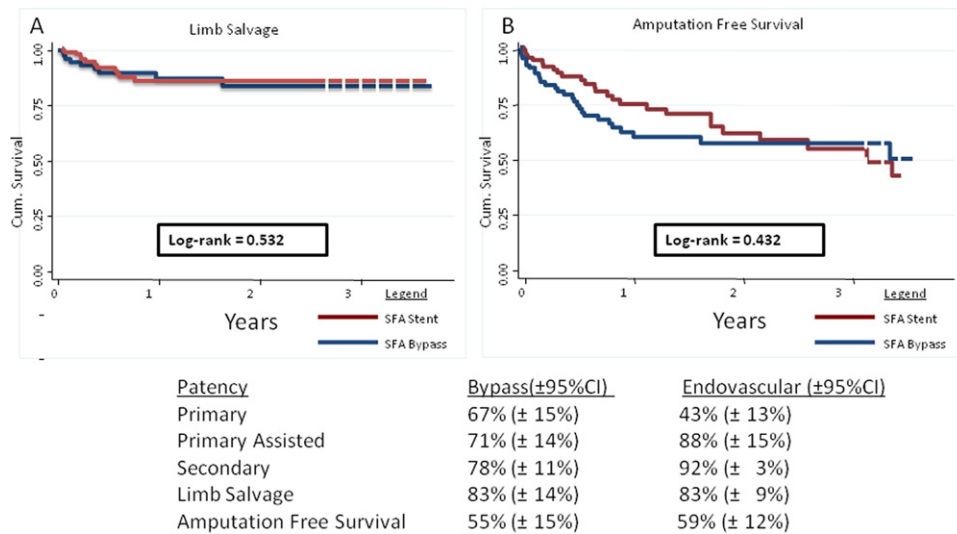 A
Limb Salvage
Cum. Survival
1.00
0.75
0.50
0.25
0.00
Log-rank = 0.532
0 1 2 3
Years
Legend
SFA Stent
SFA Bypass
B
Amputation Free Survival
Cum. Survival
1.00
0.75
0.50
0.25
0.00
Log-rank = 0.432
0 1 2 3
Years
Legend
SFA Stent
SFA Bypass
Patency Bypass(±95%CI) Endovascular (±95%CI)
Primary 67% (± 15%) 43% (± 13%)
Primary Assisted 71% (± 14%) 88% (± 15%)
Secondary 78% (± 11%) 92% (± 3%)
Limb Salvage 83% (± 14%) 83% (± 9%)
Amputation Free Survival 55% (± 15%) 59% (± 12%)